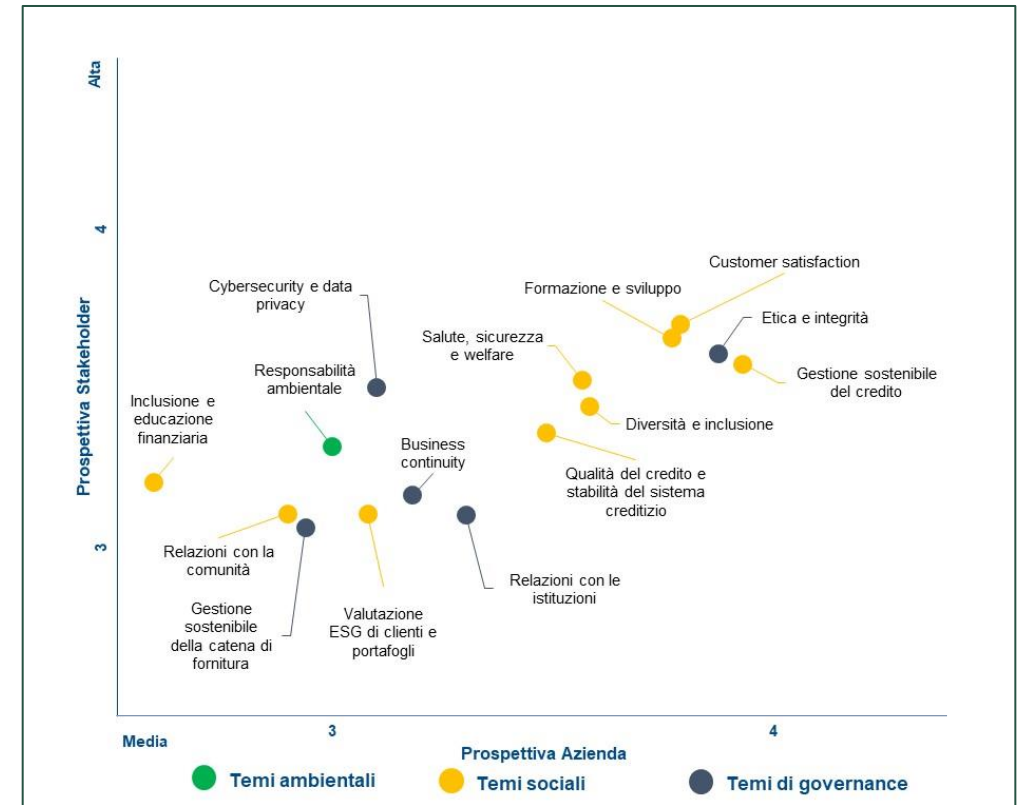 Alta
4
Prospettiva Stakeholder
3
Customer satisfaction
Formazione e sviluppo
Cybersecurity e data
privacy
Etica e integrità
Salute, sicurezza
e welfare
Responsabilità
ambientale
Gestione sostenibile
del credito
Inclusione e
educazione
finanziaria
Diversità e inclusione
Business
continuity
Qualità del credito e
stabilità del sistema
creditizio
Relazioni con la
comunità
Relazioni con le
istituzioni
Gestione
sostenibile
della catena di
fornitura
Valutazione
ESG di clienti e
portafogli
Media
3
4
Prospettiva Azienda
Temi ambientali
Temi sociali
Temi di governance